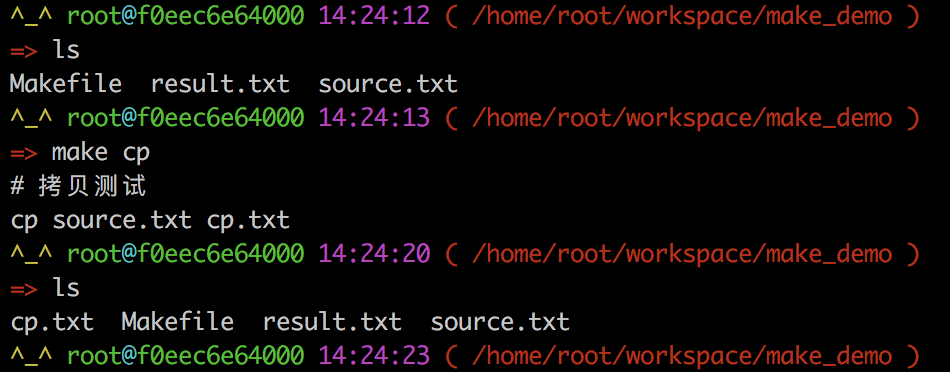 ^_^ root@f0eec6e64000 14:24:12 ( /home/root/workspace/make_demo )
=> ls
Makefile  result.txt  source.txt
^_^ root@f0eec6e64000 14:24:13 ( /home/root/workspace/make_demo )
=> make cp
# 拷贝测试
cp source.txt cp.txt
^_^ root@f0eec6e64000 14:24:20 ( /home/root/workspace/make_demo )
=> ls
cp.txt  Makefile  result.txt  source.txt
^_^ root@f0eec6e64000 14:24:23 ( /home/root/workspace/make_demo )